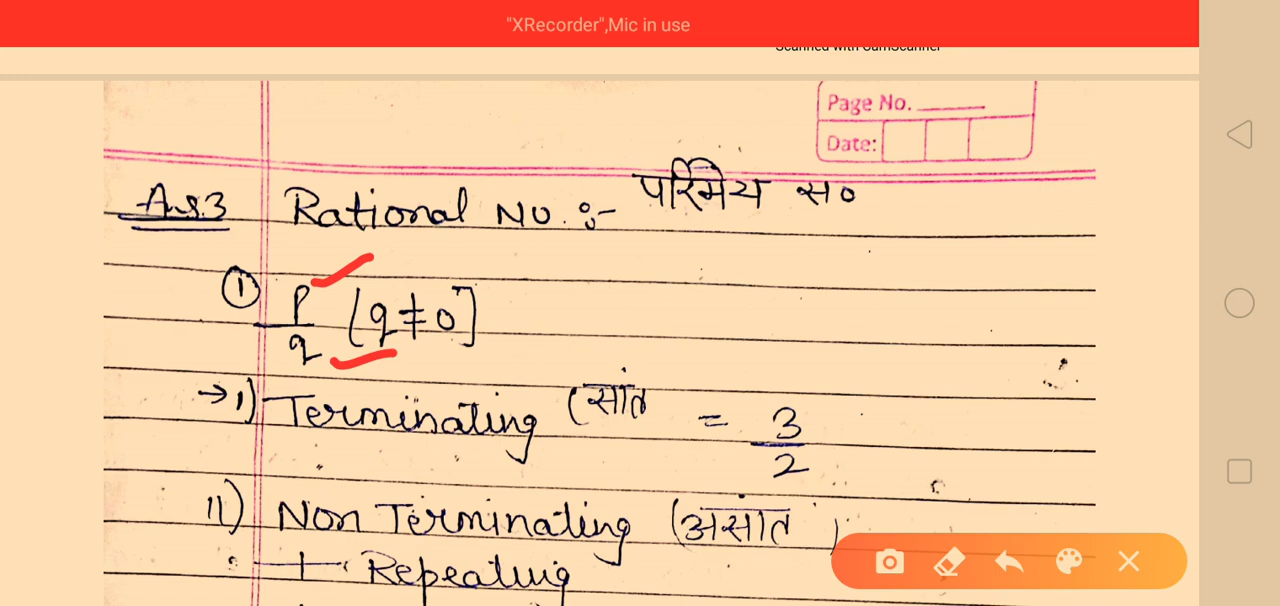 "XRecorder",Mic in use
Scanned with CamScanner
Page No.
Date:
Ans3 Rational No. :- परिमेय स०
① p/q [q≠0]
→ı) Terminating (सांत = 3/2
II) Non Terminating (असांत )
+ Repeating